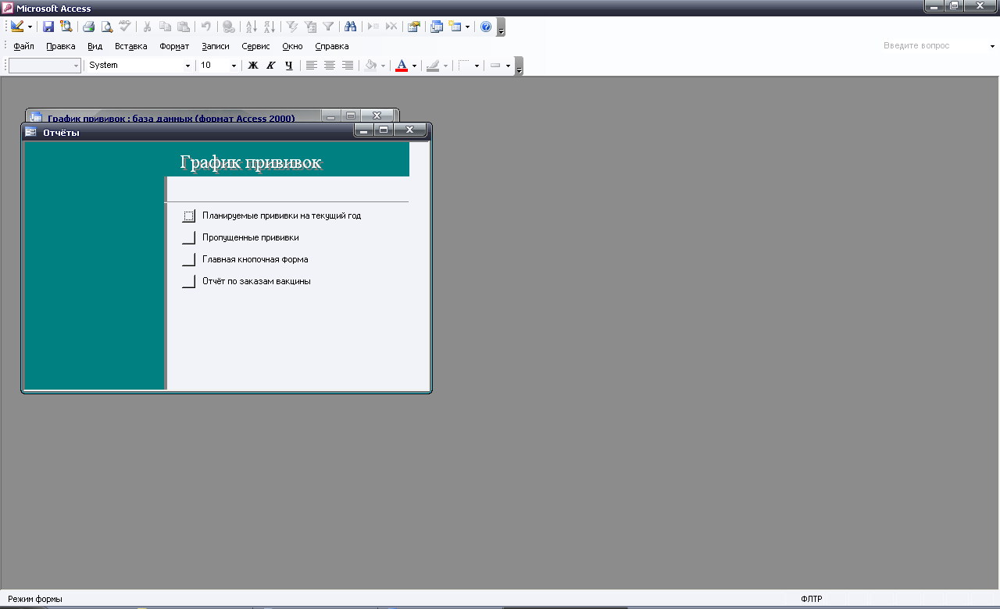 Microsoft Access
Файл Правка Вид Вставка Формат Записи Сервис Окно Справка
Введите вопрос
System 10 Ж К Ч
График прививок : база данных (формат Access 2000)
Отчёты
График прививок
Планируемые прививки на текущий год
Пропущенные прививки
Главная кнопочная форма
Отчёт по заказам вакцины
Режим формы
ФЛТР